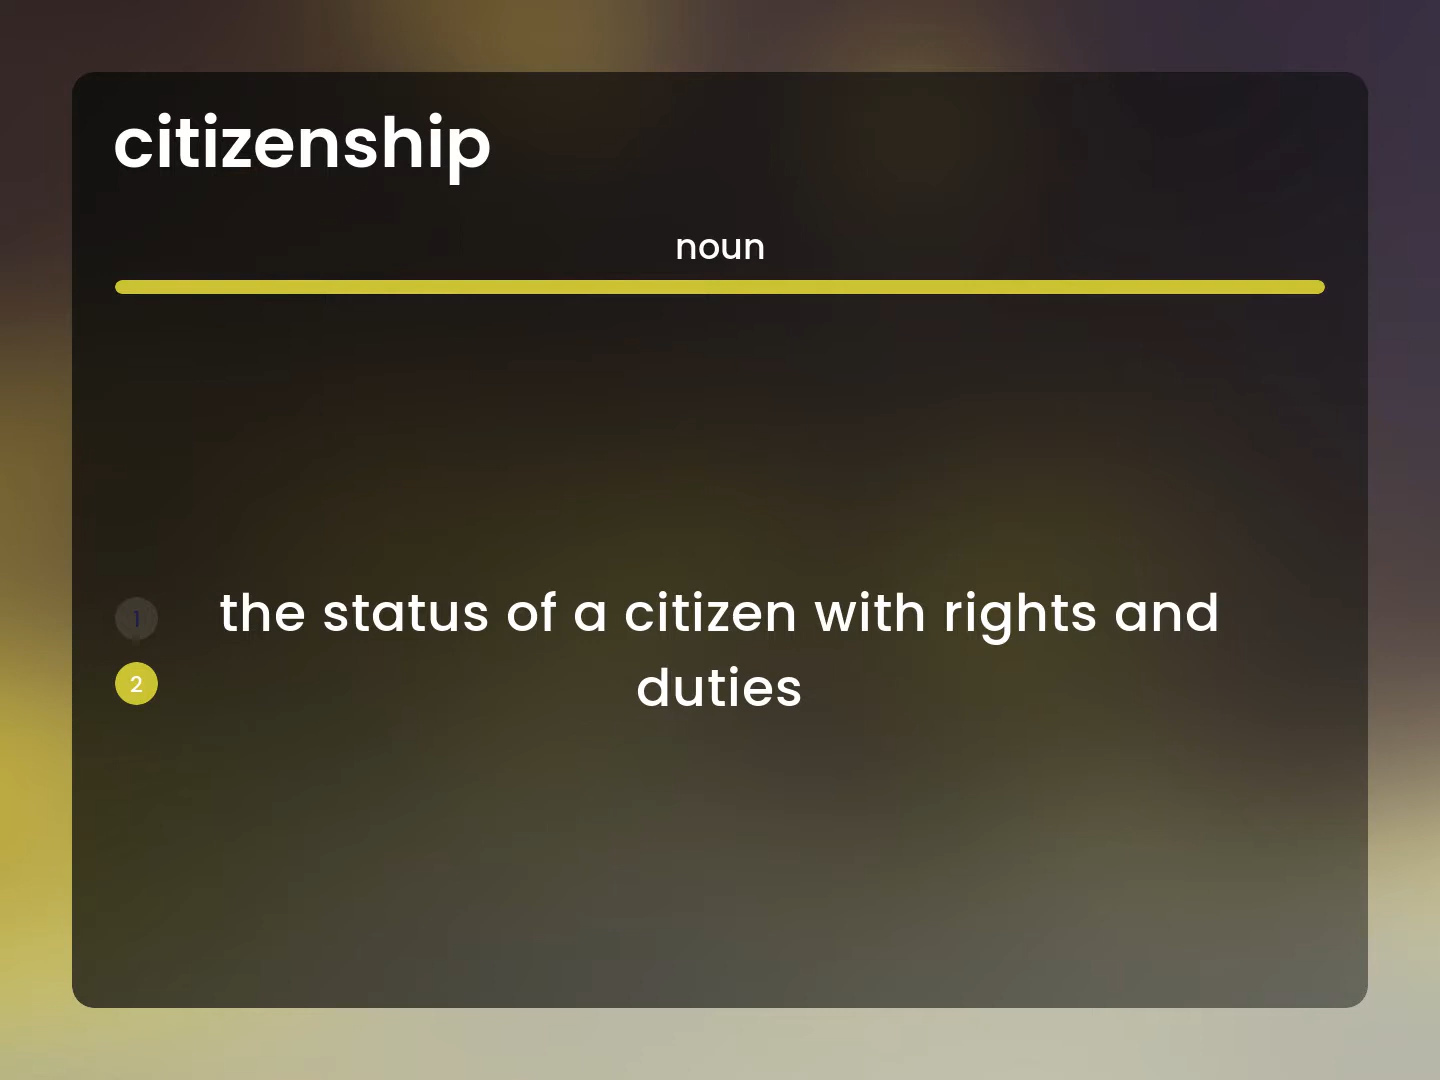 citizenship
noun
1
the status of a citizen with rights and
2
duties